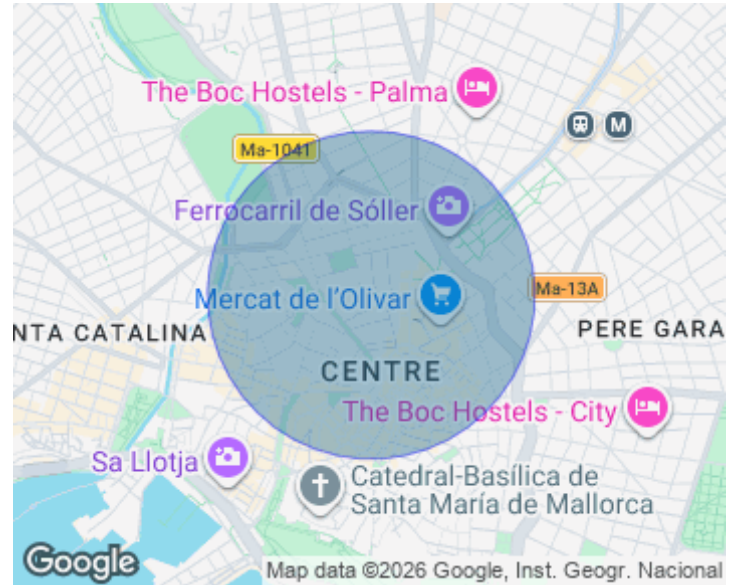 The Boc Hostels - Palma
M
Ma-1041
Ferrocarril de Sóller
Mercat de l'Olivar
Ma-13A
NTA CATALINA
PERE GARA
CENTRE
The Boc Hostels - City
Sa Llotja
Catedral-Basílica de
Santa María de Mallorca
Google
Map data ©2026 Google, Inst. Geogr. Nacional